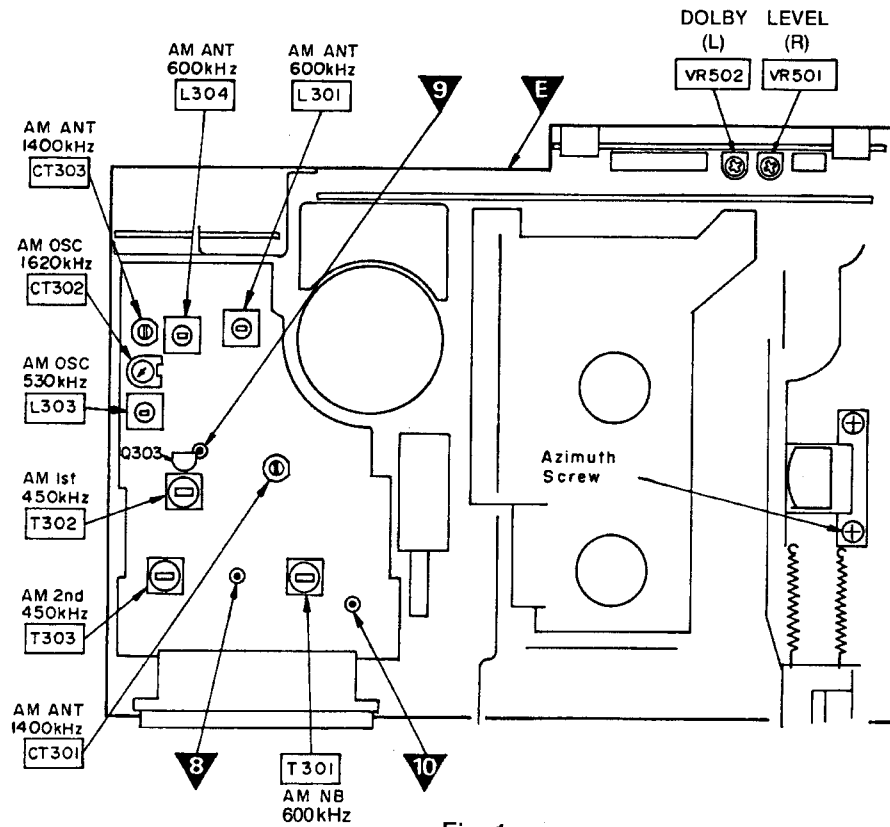 DOLBY LEVEL
(L) (R)
VR502 VR501
AM ANT
600kHz
L304
AM ANT
600kHz
L301
9
E
AM ANT
1400kHz
CT303
AM OSC
1620kHz
CT302
AM OSC
530kHz
L303
Q303
AM 1st
450kHz
T302
Azimuth
Screw
AM 2nd
450kHz
T303
AM ANT
1400kHz
CT301
8
T301
AM NB
600kHz
10